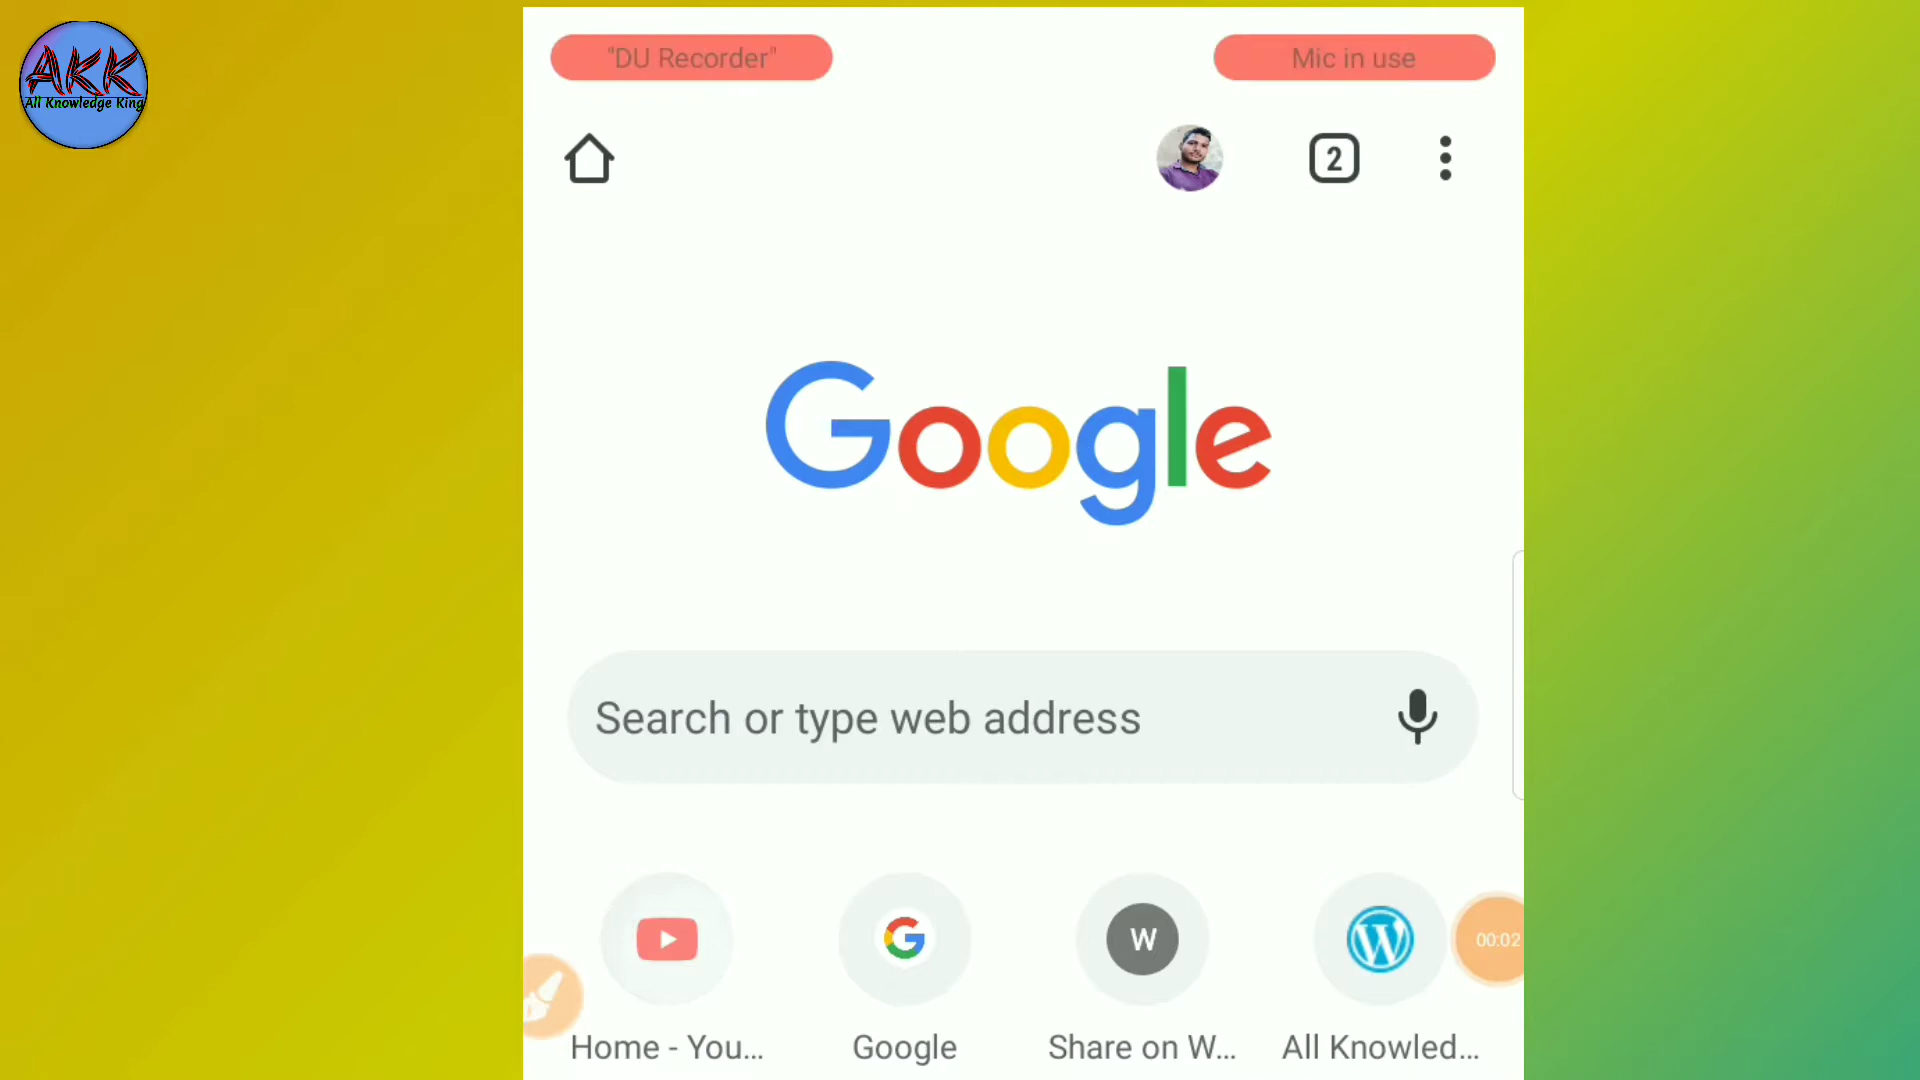 AKK
All Knowledge King
"DU Recorder"
Mic in use
2
Google
Search or type web address
W
00:02
Home - You...
Google
Share on W...
All Knowled...